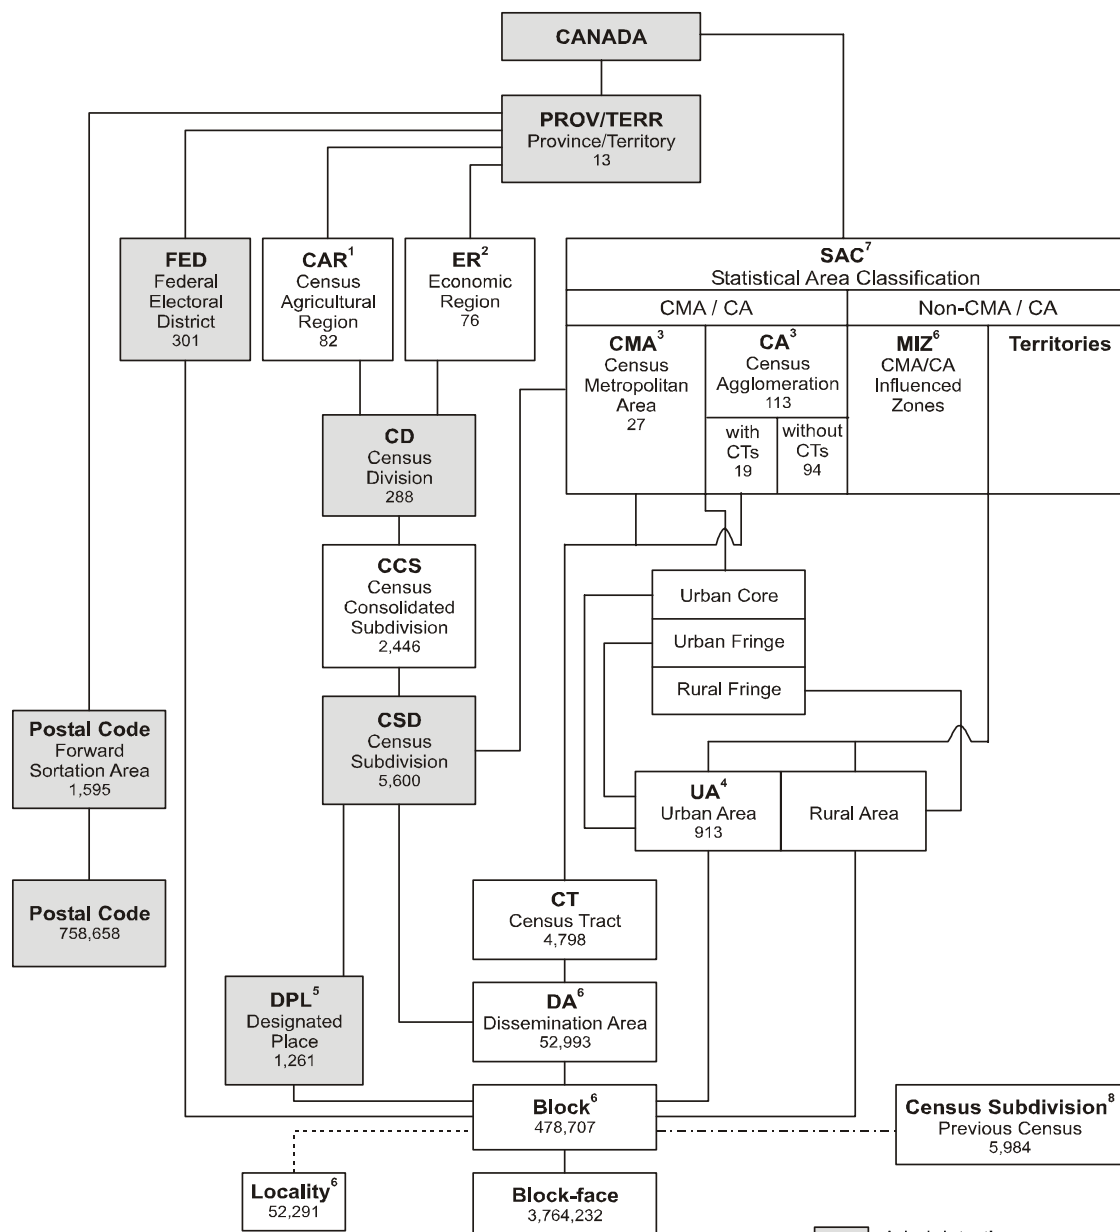 CANADA
PROV/TERR
Province/Territory
13
FED
Federal
Electoral
District
301
CAR¹
Census
Agricultural
Region
82
ER²
Economic
Region
76
SAC⁷
Statistical Area Classification
CMA / CA
Non-CMA / CA
CMA³
Census
Metropolitan
Area
27
CA³
Census
Agglomeration
113
with
CTs
19
without
CTs
94
MIZ⁶
CMA/CA
Influenced
Zones
Territories
CD
Census
Division
288
CCS
Census
Consolidated
Subdivision
2,446
Urban Core
Urban Fringe
Rural Fringe
CSD
Census
Subdivision
5,600
Postal Code
Forward
Sortation Area
1,595
UA⁴
Urban Area
913
Rural Area
Postal Code
758,658
CT
Census Tract
4,798
DPL⁵
Designated
Place
1,261
DA⁶
Dissemination Area
52,993
Block⁶
478,707
Census Subdivision⁸
Previous Census
5,984
Locality⁶
52,291
Block-face
3,764,232